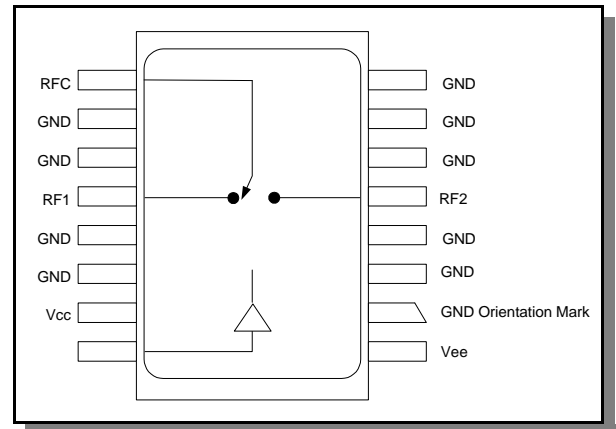 RFC
GND
GND
RF1
GND
GND
Vcc
GND
GND
GND
RF2
GND
GND
GND Orientation Mark
Vee